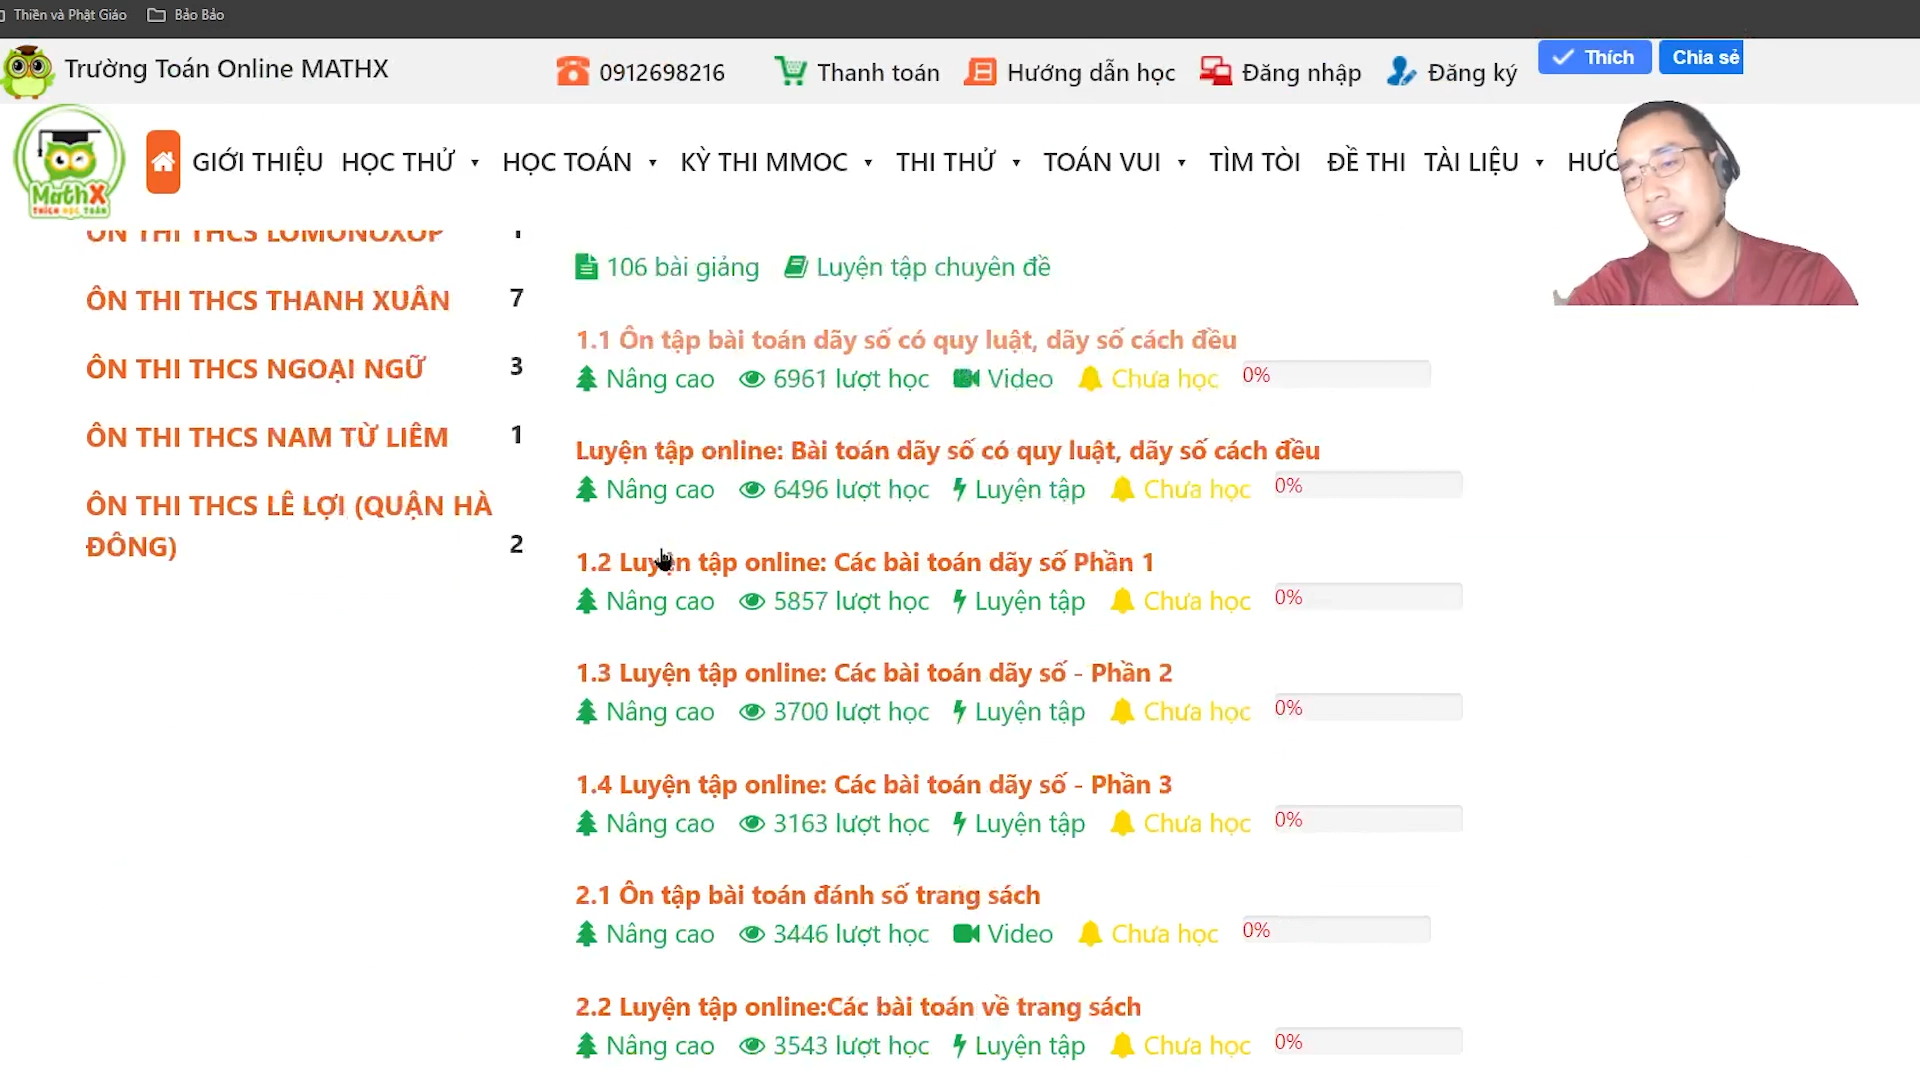 Thiền và Phật Giáo
Bảo Bảo
Trường Toán Online MATHX
0912698216
Thanh toán
Hướng dẫn học
Đăng nhập
Đăng ký
Thích
Chia sẻ
MathX
THÍCH HỌC TOÁN
GIỚI THIỆU
HỌC THỬ
HỌC TOÁN
KỲ THI MMOC
THI THỬ
TOÁN VUI
TÌM TÒI
ĐỀ THI
TÀI LIỆU
ÔN THI THCS LOMONOXOP
ÔN THI THCS THANH XUÂN 7
ÔN THI THCS NGOẠI NGỮ 3
ÔN THI THCS NAM TỪ LIÊM 1
ÔN THI THCS LÊ LỢI (QUẬN HÀ
ĐÔNG) 2
106 bài giảng Luyện tập chuyên đề
1.1 Ôn tập bài toán dãy số có quy luật, dãy số cách đều
Nâng cao 6961 lượt học Video Chưa học 0%
Luyện tập online: Bài toán dãy số có quy luật, dãy số cách đều
Nâng cao 6496 lượt học Luyện tập Chưa học 0%
1.2 Luyện tập online: Các bài toán dãy số Phần 1
Nâng cao 5857 lượt học Luyện tập Chưa học 0%
1.3 Luyện tập online: Các bài toán dãy số - Phần 2
Nâng cao 3700 lượt học Luyện tập Chưa học 0%
1.4 Luyện tập online: Các bài toán dãy số - Phần 3
Nâng cao 3163 lượt học Luyện tập Chưa học 0%
2.1 Ôn tập bài toán đánh số trang sách
Nâng cao 3446 lượt học Video Chưa học 0%
2.2 Luyện tập online:Các bài toán về trang sách
Nâng cao 3543 lượt học Luyện tập Chưa học 0%